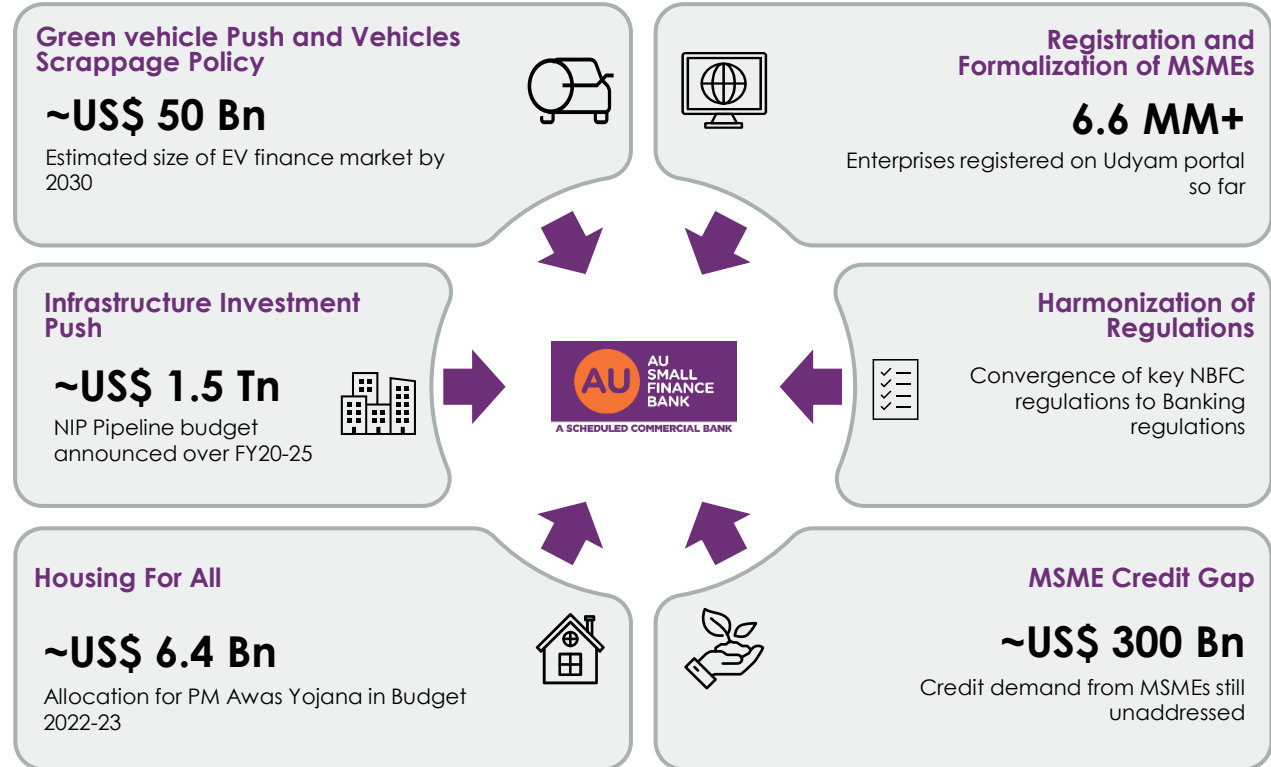 Green vehicle Push and Vehicles
Scrappage Policy
~US$ 50 Bn
Estimated size of EV finance market by
2030
Registration and
Formalization of MSMEs
6.6 MM+
Enterprises registered on Udyam portal
so far
Infrastructure Investment
Push
~US$ 1.5 Tn
NIP Pipeline budget
announced over FY20-25
AU
AU
SMALL
FINANCE
BANK
A SCHEDULED COMMERCIAL BANK
Harmonization of
Regulations
Convergence of key NBFC
regulations to Banking
regulations
Housing For All
~US$ 6.4 Bn
Allocation for PM Awas Yojana in Budget
2022-23
MSME Credit Gap
~US$ 300 Bn
Credit demand from MSMEs still
unaddressed